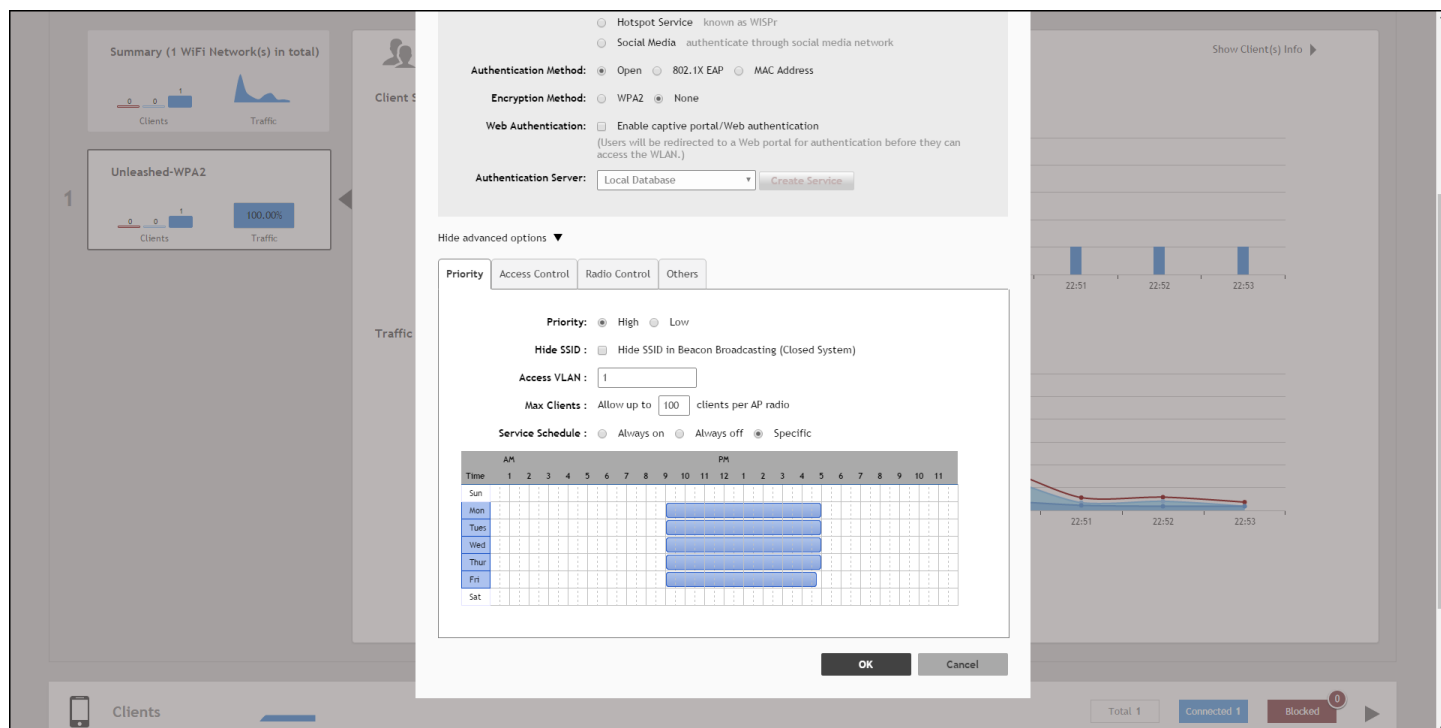 Summary (1 WiFi Network(s) in total)
0 0 1
Clients Traffic
1
Unleashed-WPA2
0 0 1
100.00%
Clients Traffic
Client S
Traffic
Show Client(s) Info
22:51 22:52 22:53
22:51 22:52 22:53
Hotspot Service known as WISPr
Social Media authenticate through social media network
Authentication Method: Open 802.1X EAP MAC Address
Encryption Method: WPA2 None
Web Authentication: Enable captive portal/Web authentication
(Users will be redirected to a Web portal for authentication before they can
access the WLAN.)
Authentication Server: Local Database Create Service
Hide advanced options
Priority Access Control Radio Control Others
Priority: High Low
Hide SSID : Hide SSID in Beacon Broadcasting (Closed System)
Access VLAN : 1
Max Clients : Allow up to 100 clients per AP radio
Service Schedule : Always on Always off Specific
AM PM
Time 1 2 3 4 5 6 7 8 9 10 11 12 1 2 3 4 5 6 7 8 9 10 11
Sun
Mon
Tues
Wed
Thur
Fri
Sat
OK Cancel
Clients
Total 1 Connected 1 Blocked 0